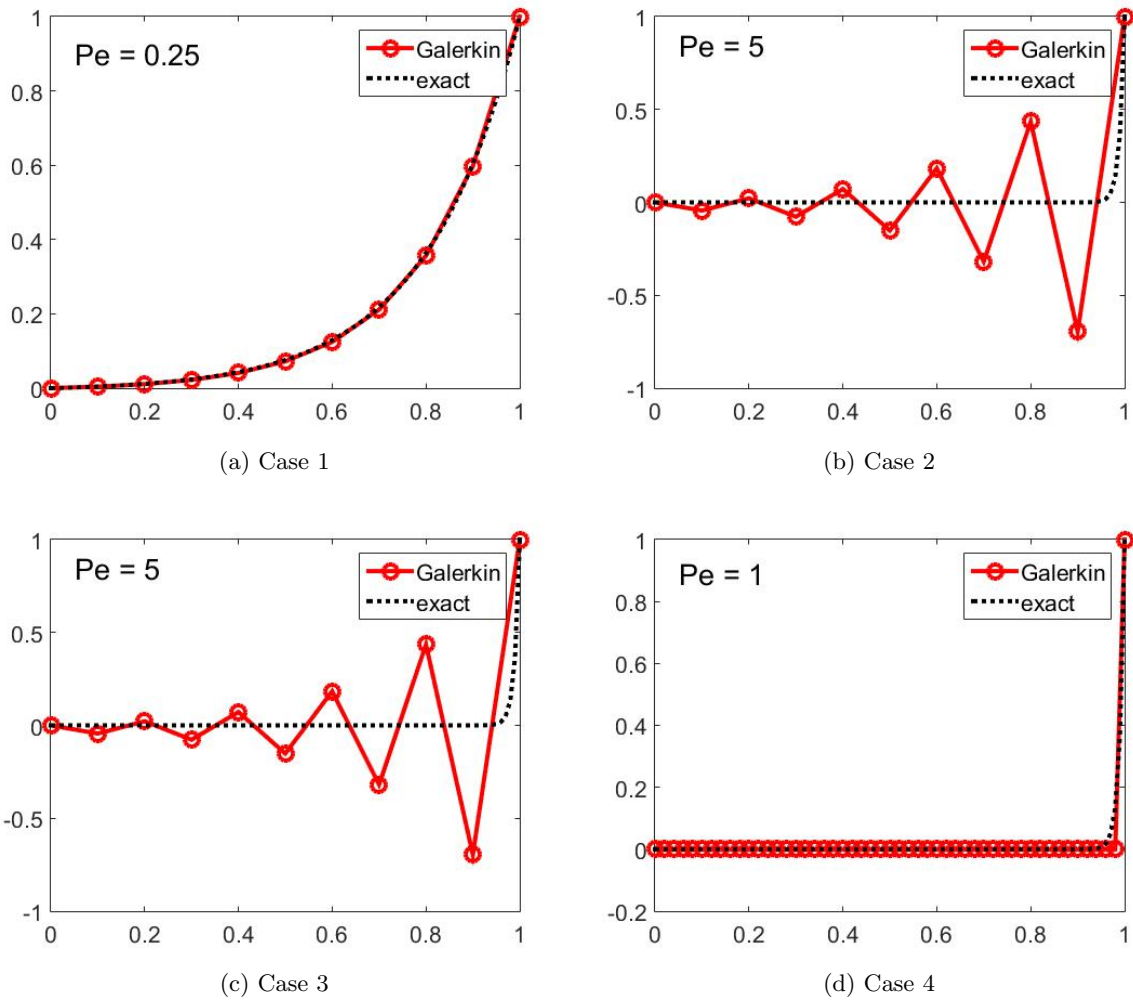 Pe = 0.25
Galerkin
exact
1
0.8
0.6
0.4
0.2
0
0 0.2 0.4 0.6 0.8 1
(a) Case 1
Pe = 5
Galerkin
exact
1
0.5
0
-0.5
-1
0 0.2 0.4 0.6 0.8 1
(b) Case 2
Pe = 5
Galerkin
exact
1
0.5
0
-0.5
-1
0 0.2 0.4 0.6 0.8 1
(c) Case 3
Pe = 1
Galerkin
exact
1
0.8
0.6
0.4
0.2
0
-0.2
0 0.2 0.4 0.6 0.8 1
(d) Case 4